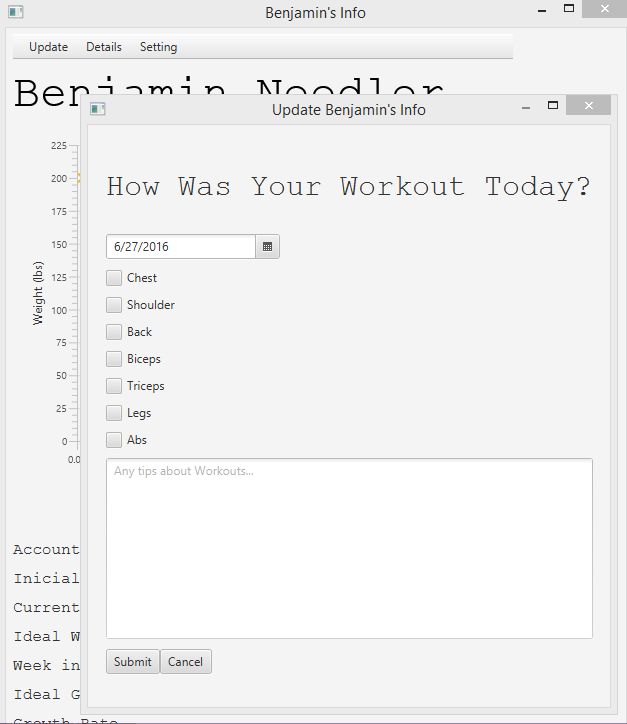 Benjamin's Info
Update Details Setting
Benjamin Needler
Update Benjamin's Info
How Was Your Workout Today?
6/27/2016
Chest
Shoulder
Back
Biceps
Triceps
Legs
Abs
Any tips about Workouts...
Submit Cancel
Weight (lbs)
225
200
175
150
125
100
75
50
25
0
0.0
Account
Inicial
Current
Ideal W
Week in
Ideal G
Growth Rate